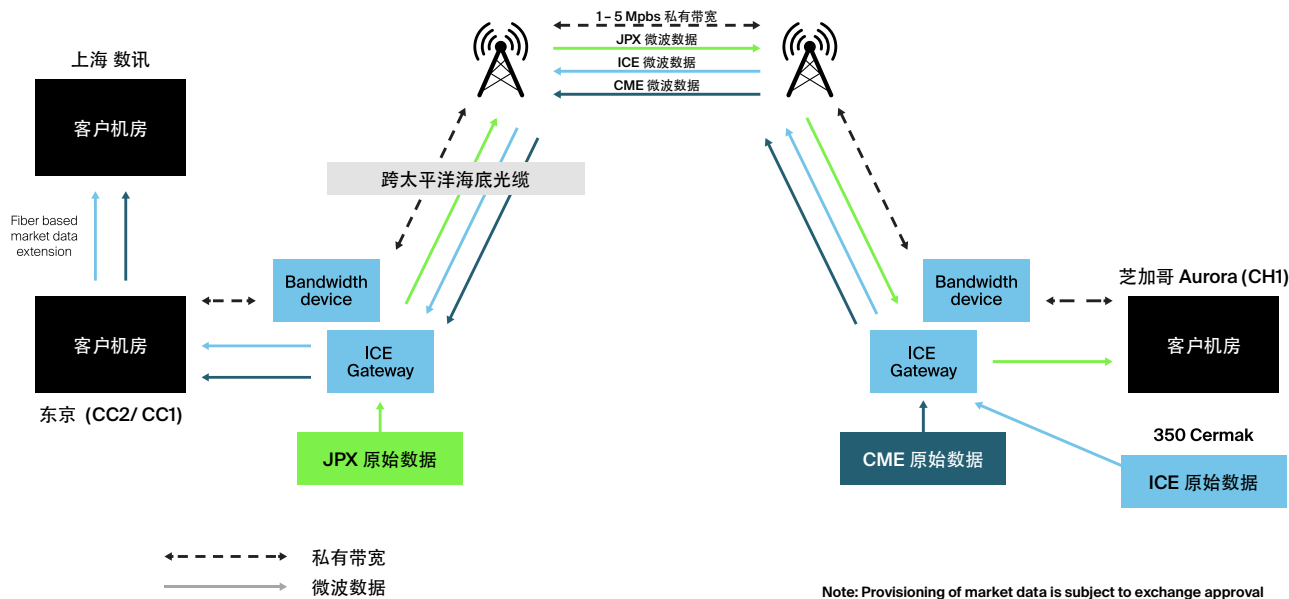 1 – 5 Mpbs 私有带宽
JPX 微波数据
ICE 微波数据
CME 微波数据
上海 数讯
客户机房
跨太平洋海底光缆
Fiber based
market data
extension
Bandwidth
device
Bandwidth
device
芝加哥 Aurora (CH1)
客户机房
ICE
Gateway
ICE
Gateway
客户机房
东京 (CC2/ CC1)
350 Cermak
JPX 原始数据
CME 原始数据
ICE 原始数据
私有带宽
微波数据
Note: Provisioning of market data is subject to exchange approval